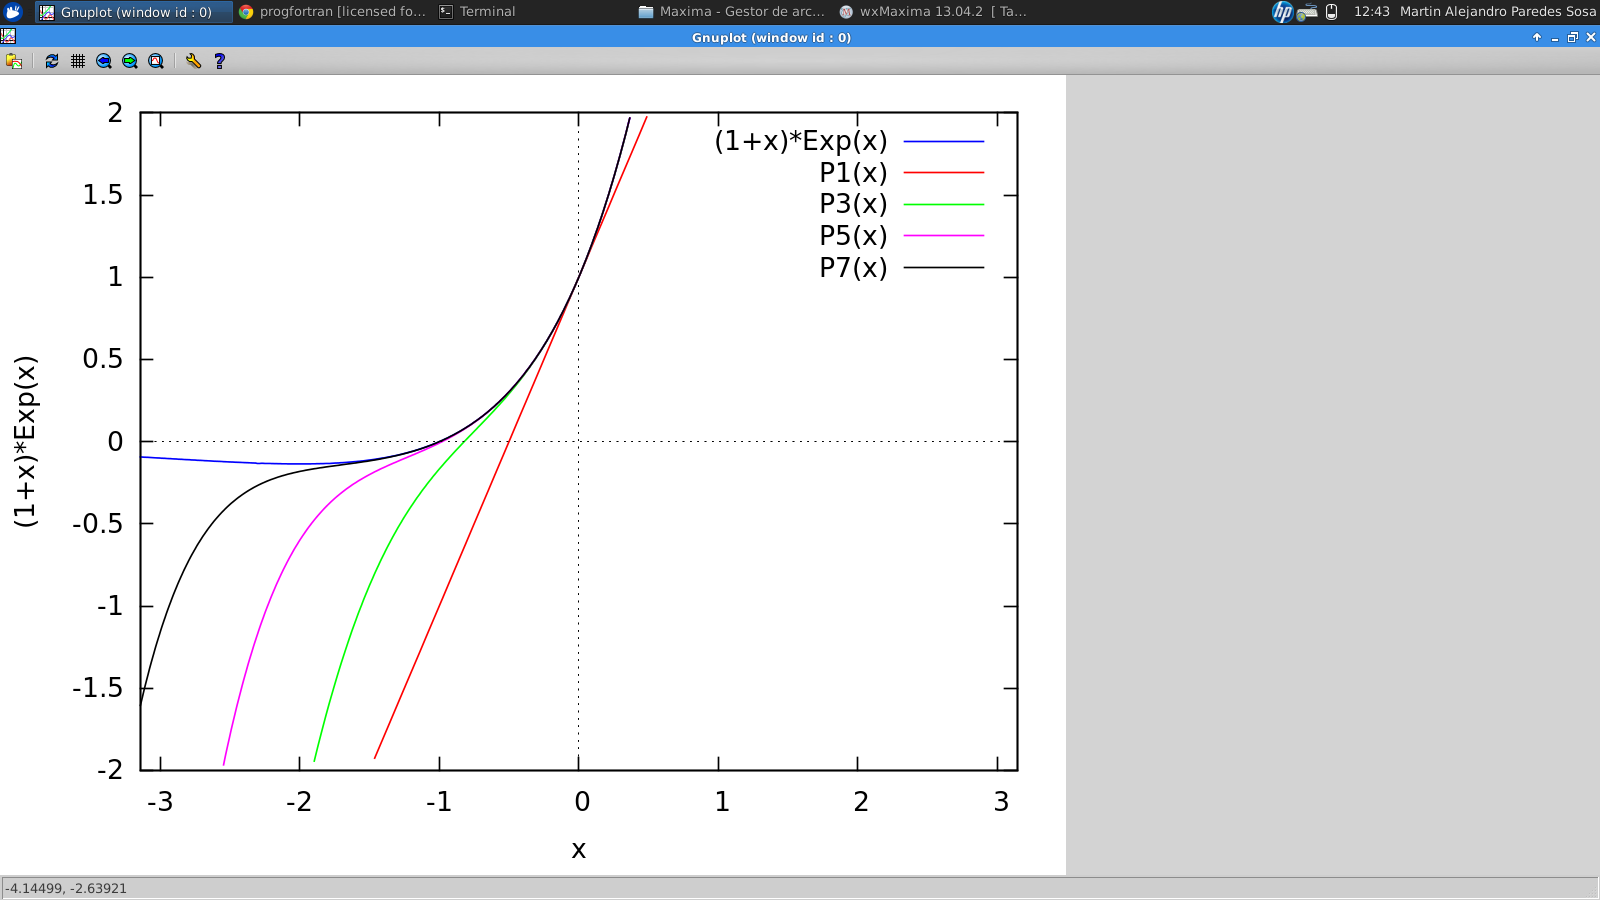 Gnuplot (window id : 0)
progfortran [licensed fo...
Terminal
Maxima - Gestor de arc...
wxMaxima 13.04.2 [ Ta...
hp
12:43 Martin Alejandro Paredes Sosa
Gnuplot (window id : 0)
?
(1+x)*Exp(x)
P1(x)
P3(x)
P5(x)
P7(x)
2
1.5
1
0.5
0
-0.5
-1
-1.5
-2
(1+x)*Exp(x)
-3 -2 -1 0 1 2 3
x
-4.14499, -2.63921